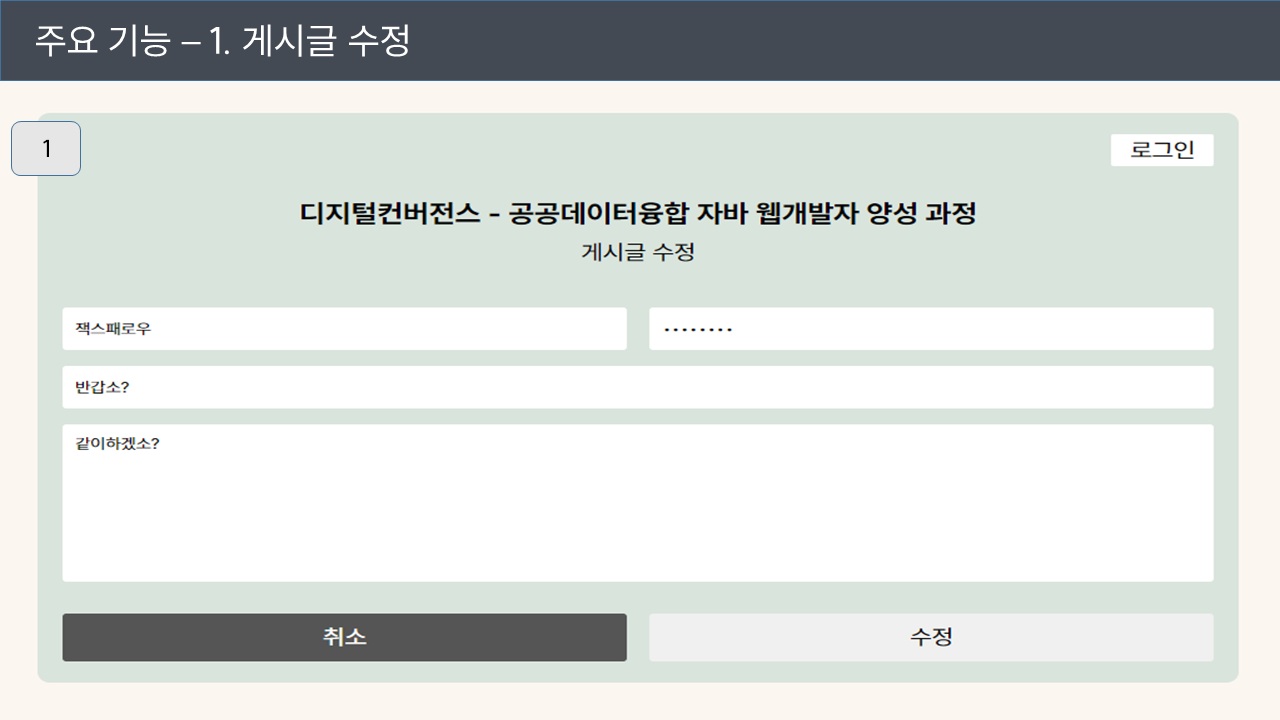 주요 기능 – 1. 게시글 수정
1
로그인
디지털컨버전스 - 공공데이터융합 자바 웹개발자 양성 과정
게시글 수정
잭스패로우
········
반갑소?
같이하겠소?
취소
수정